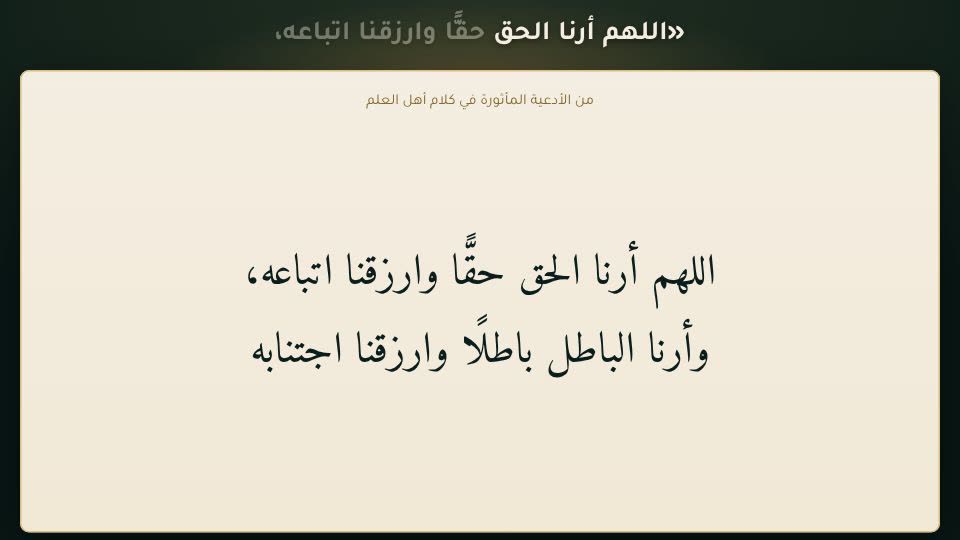 «اللهم أرنا الحق حقًّا وارزقنا اتباعه،
من الأدعية المأثورة في كلام أهل العلم
اللهم أرنا الحق حقًّا وارزقنا اتباعه،
وأرنا الباطل باطلًا وارزقنا اجتنابه